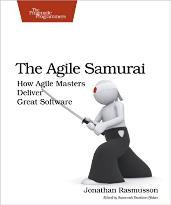 The
Pragmatic
Programmers
The Agile Samurai
How Agile Masters
Deliver
Great Software
Jonathan Rasmusson